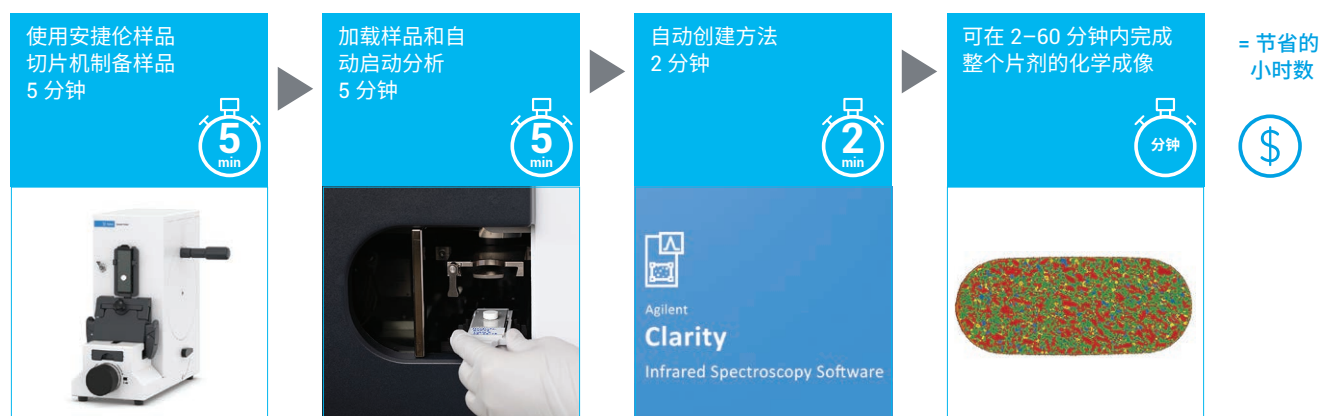 使用安捷伦样品
切片机制备样品
5 分钟
5
min
加载样品和自
动启动分析
5 分钟
5
min
自动创建方法
2 分钟
2
min
可在 2–60 分钟内完成
整个片剂的化学成像
分钟
= 节省的
小时数
$
Agilent
Clarity
Infrared Spectroscopy Software